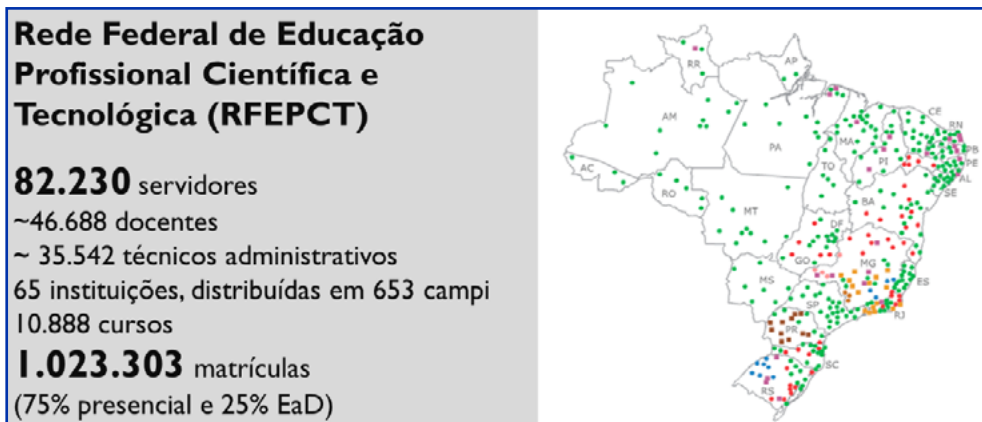 Rede Federal de Educação
Profissional Científica e
Tecnológica (RFEPCT)
82.230 servidores
~46.688 docentes
~ 35.542 técnicos administrativos
65 instituições, distribuídas em 653 campi
10.888 cursos
1.023.303 matrículas
(75% presencial e 25% EaD)
RR
AP
AM
PA
MA
CE
RN
PB
PE
AL
SE
PI
TO
AC
RO
MT
BA
DF
GO
MG
ES
MS
SP
RJ
PR
SC
RS